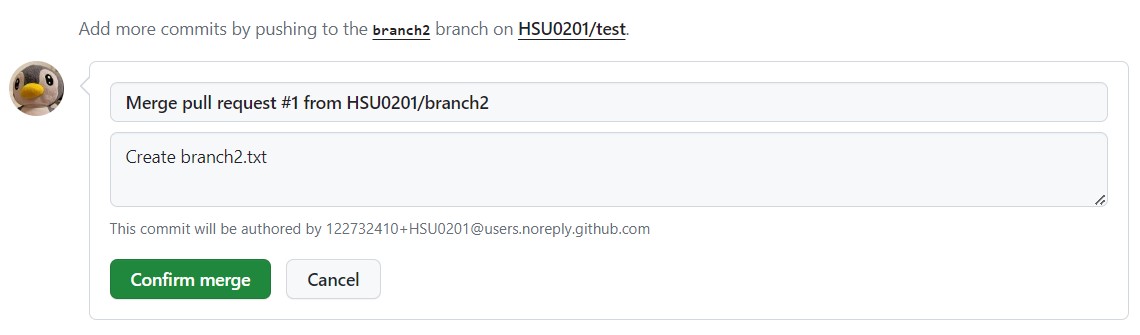 Add more commits by pushing to the branch2 branch on HSU0201/test.
Merge pull request #1 from HSU0201/branch2
Create branch2.txt
This commit will be authored by 122732410+HSU0201@users.noreply.github.com
Confirm merge Cancel